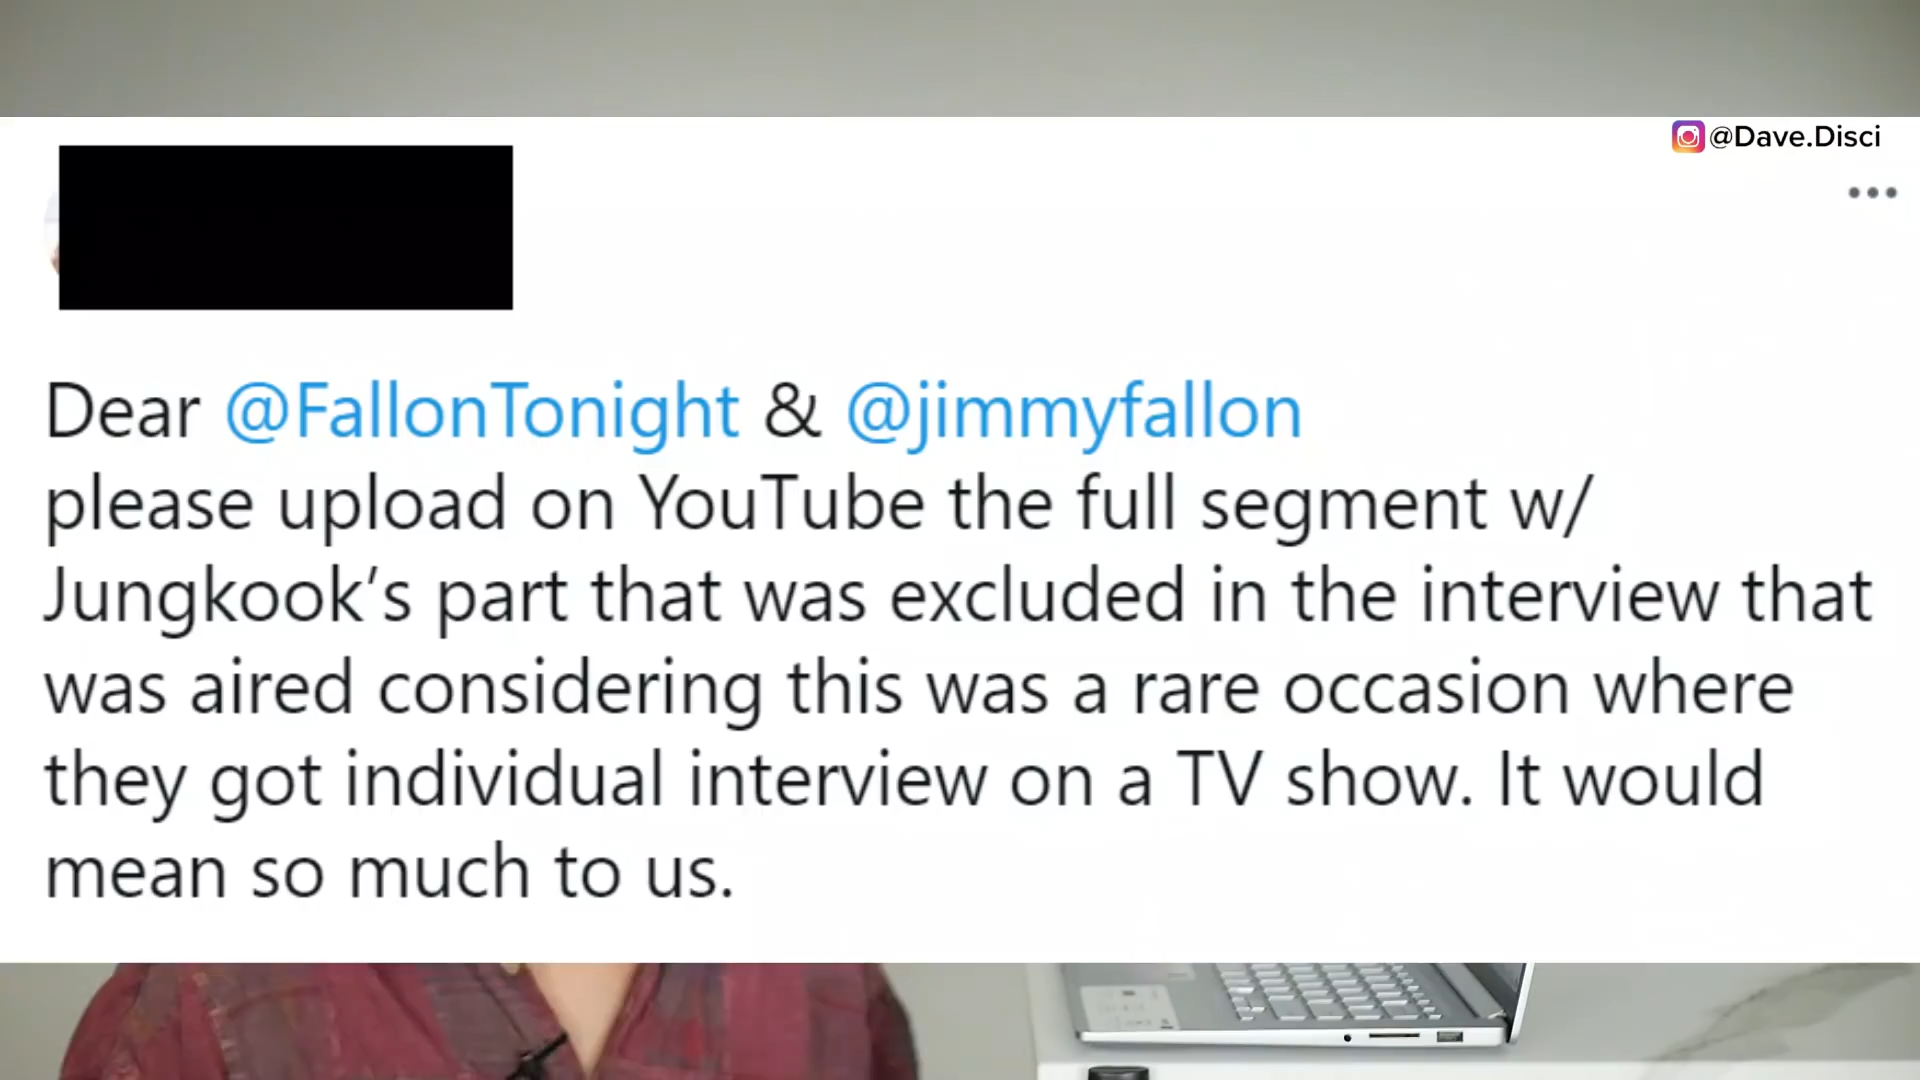 @Dave.Disci
Dear @FallonTonight & @jimmyfallon
please upload on YouTube the full segment w/
Jungkook’s part that was excluded in the interview that
was aired considering this was a rare occasion where
they got individual interview on a TV show. It would
mean so much to us.